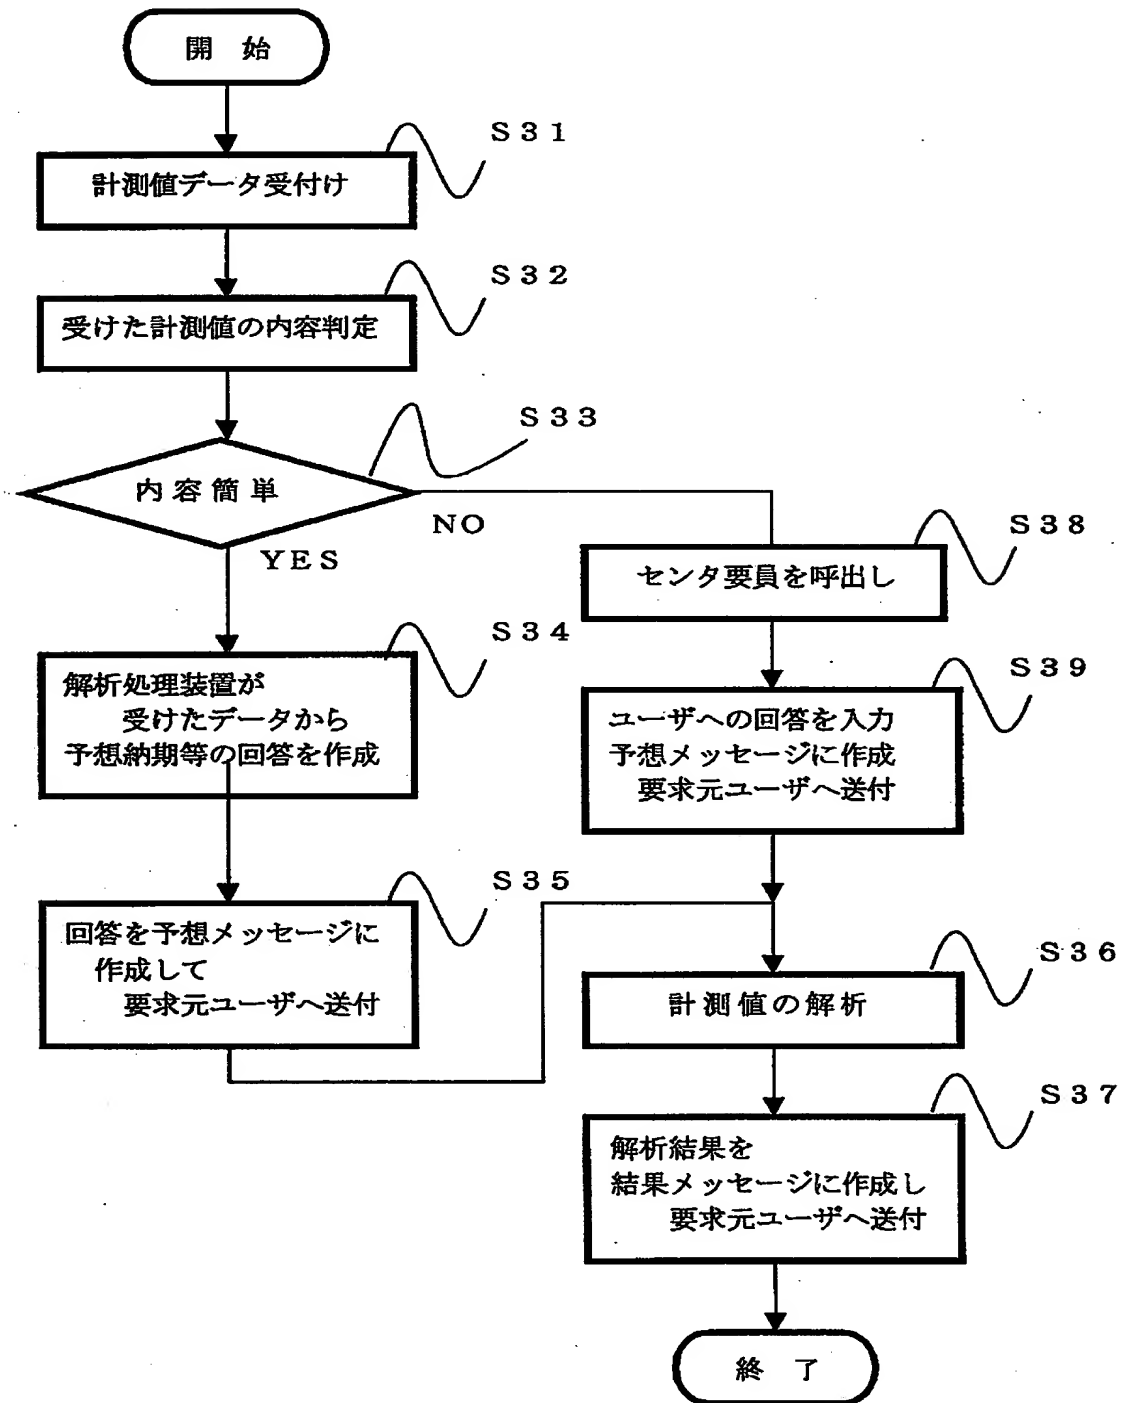 開 始
S31
計測値データ受付け
S32
受けた計測値の内容判定
S33
内容簡単
NO
YES
S38
センタ要員を呼出し
S34
解析処理装置が
受けたデータから
予想納期等の回答を作成
S39
ユーザへの回答を入力
予想メッセージに作成
要求元ユーザへ送付
S35
回答を予想メッセージに
作成して
要求元ユーザへ送付
S36
計測値の解析
S37
解析結果を
結果メッセージに作成し
要求元ユーザへ送付
終 了